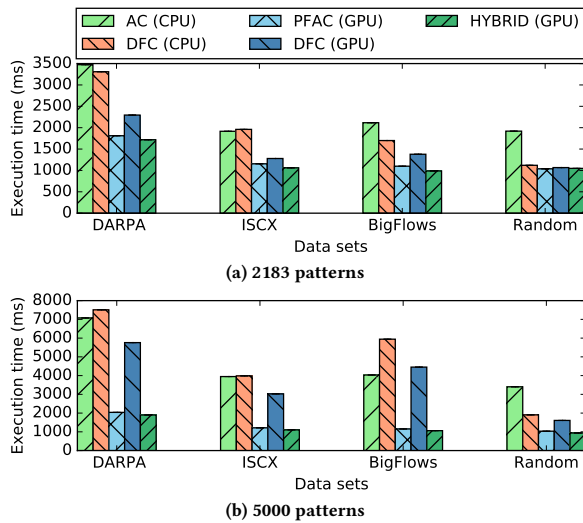 AC (CPU) PFAC (GPU) HYBRID (GPU)
DFC (CPU) DFC (GPU)
Execution time (ms)
3500
3000
2500
2000
1500
1000
500
0
DARPA ISCX BigFlows Random
Data sets
(a) 2183 patterns
Execution time (ms)
8000
7000
6000
5000
4000
3000
2000
1000
0
DARPA ISCX BigFlows Random
Data sets
(b) 5000 patterns